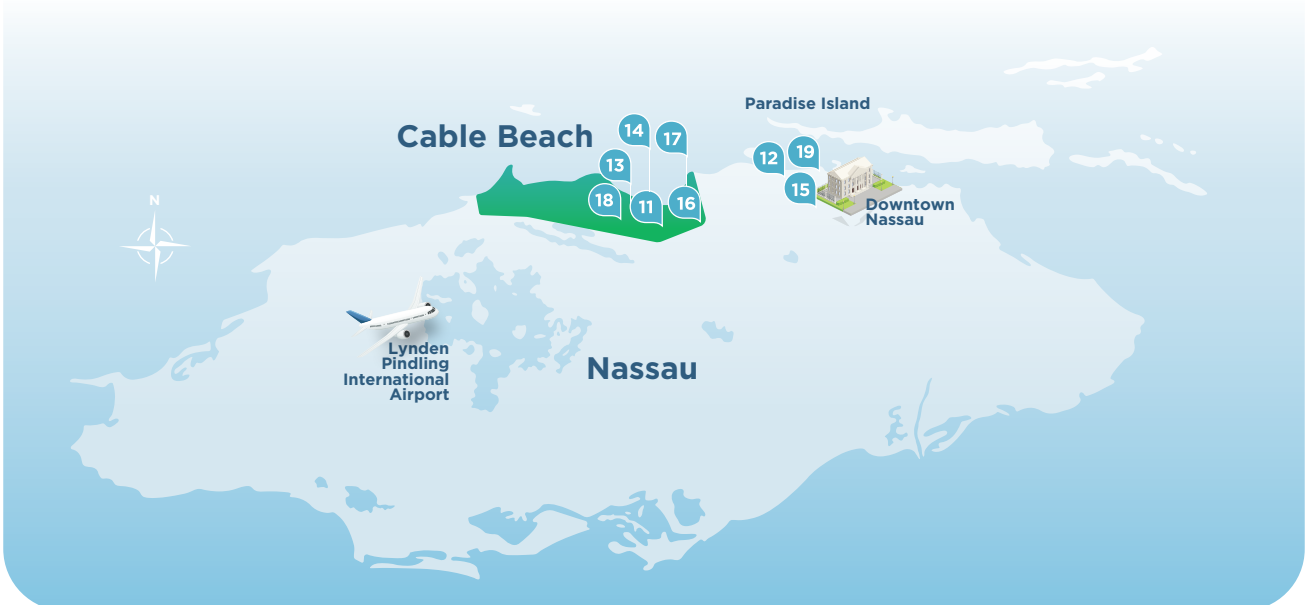 Paradise Island
Cable Beach
14
17
13
12
19
18
11
16
15
N
Downtown
Nassau
Lynden
Pindling
International
Airport
Nassau